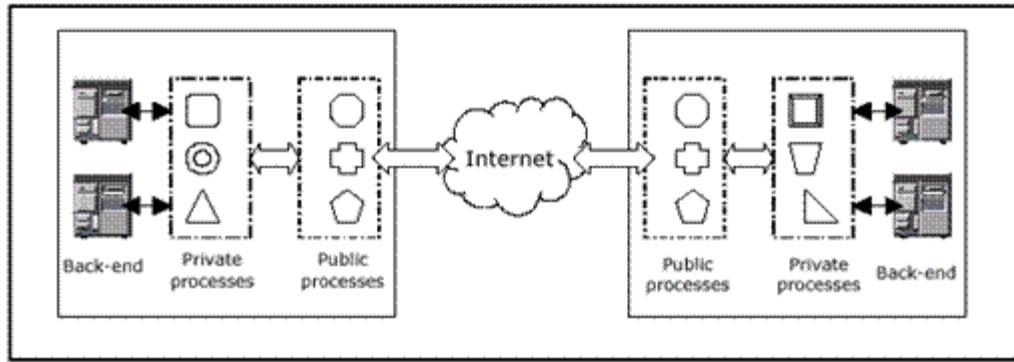 Internet
Back-end
Private
processes
Public
processes
Public
processes
Private
processes
Back-end